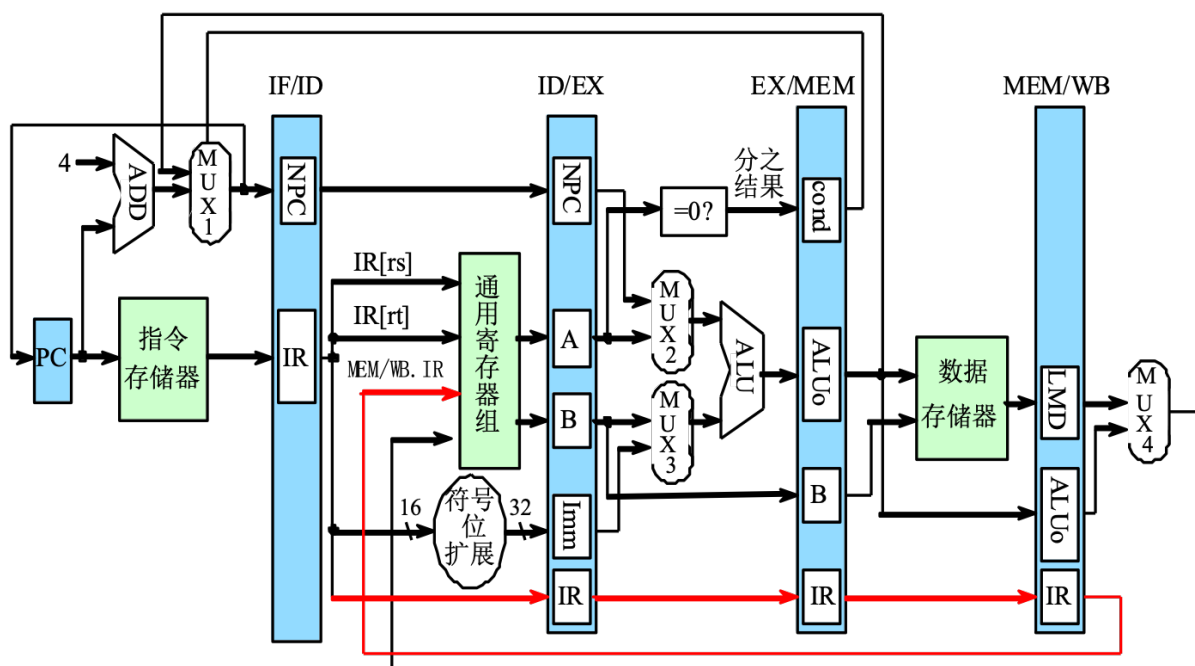 IF/ID
ID/EX
EX/MEM
MEM/WB
4
ADD
MUX1
NPC
NPC
=0?
分之
结果
cond
PC
指令
存储器
IR
IR[rs]
IR[rt]
MEM/WB.IR
通用寄存器组
A
B
MUX2
MUX3
ALU
ALUo
B
数据
存储器
LMD
ALUo
MUX4
16
符号
位
扩展
32
Imm
IR
IR
IR